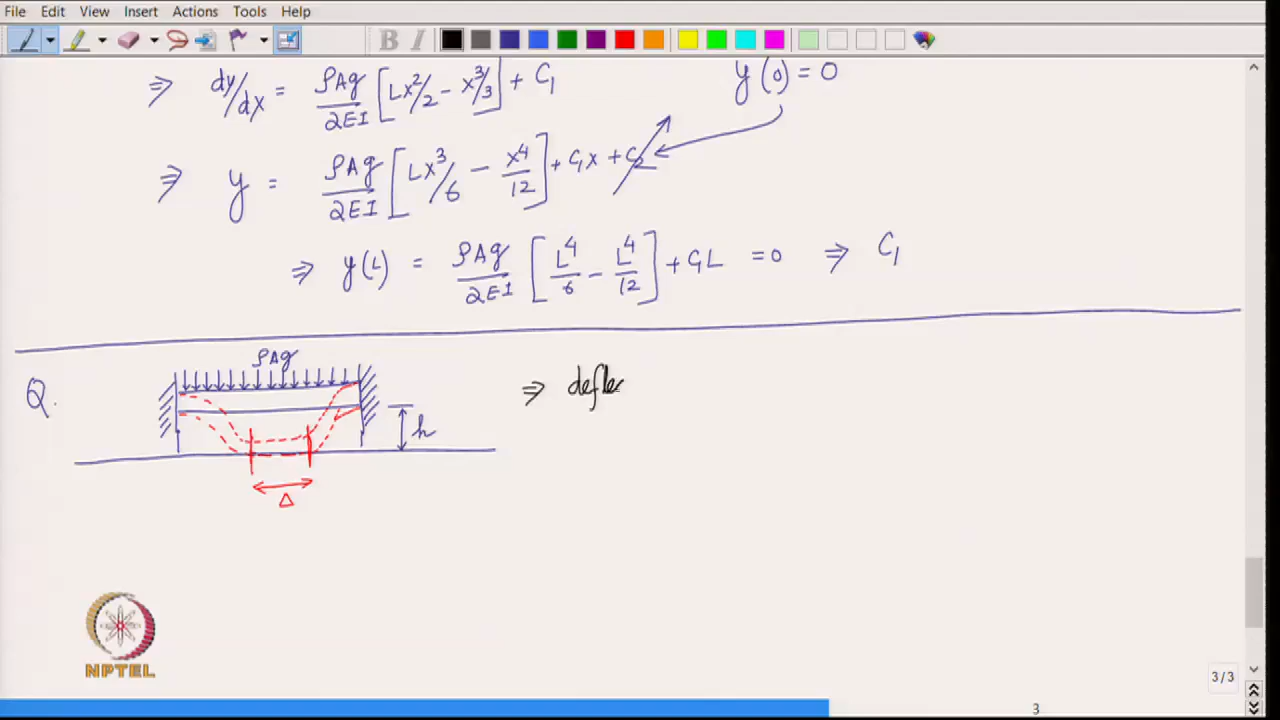 File Edit View Insert Actions Tools Help
B I
⇒ dy/dx = ρAg/2EI [Lx²/2 − x³/3] + C₁
y(0) = 0
⇒ y = ρAg/2EI [Lx³/6 − x⁴/12] + C₁x + C₂
⇒ y(L) = ρAg/2EI [L⁴/6 − L⁴/12] + C₁L = 0 ⇒ C₁
Q.
ρAg
⇒ deflec
h
Δ
NPTEL
3/3
3